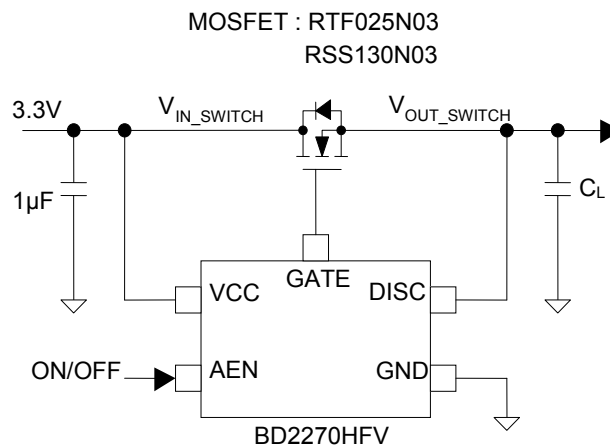 MOSFET : RTF025N03
RSS130N03
3.3V
VIN_SWITCH
VOUT_SWITCH
1µF
CL
GATE
VCC
DISC
ON/OFF
AEN
GND
BD2270HFV